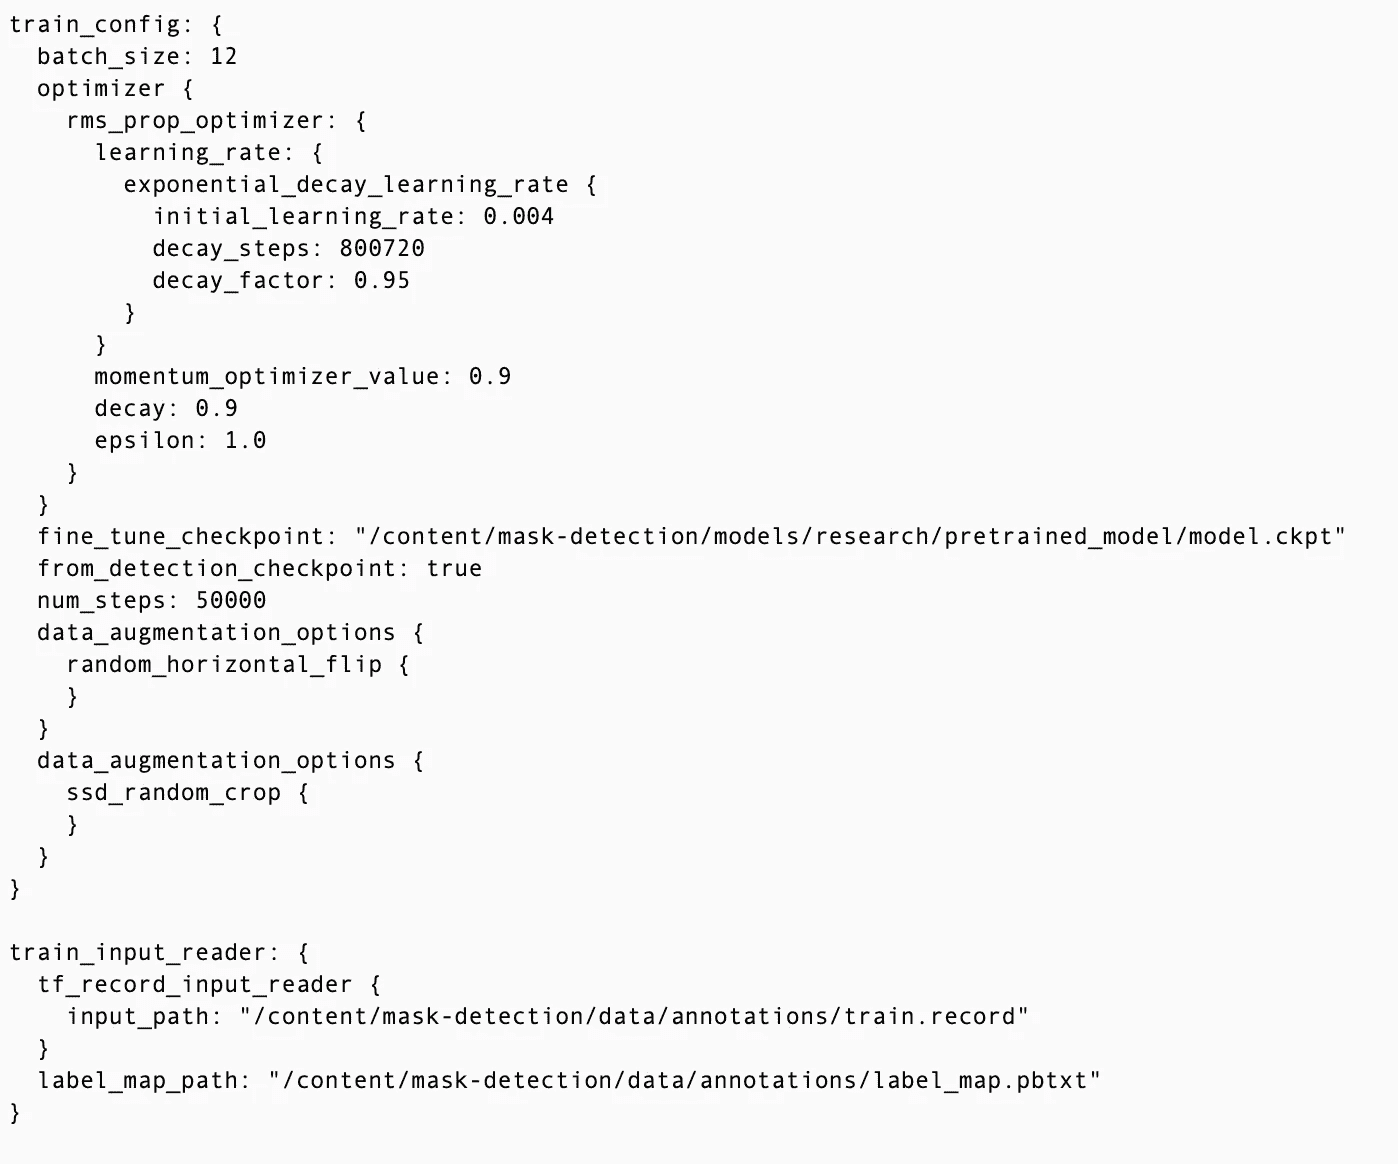 train_config: {
  batch_size: 12
  optimizer {
    rms_prop_optimizer: {
      learning_rate: {
        exponential_decay_learning_rate {
          initial_learning_rate: 0.004
          decay_steps: 800720
          decay_factor: 0.95
        }
      }
      momentum_optimizer_value: 0.9
      decay: 0.9
      epsilon: 1.0
    }
  }
  fine_tune_checkpoint: "/content/mask-detection/models/research/pretrained_model/model.ckpt"
  from_detection_checkpoint: true
  num_steps: 50000
  data_augmentation_options {
    random_horizontal_flip {
    }
  }
  data_augmentation_options {
    ssd_random_crop {
    }
  }
}

train_input_reader: {
  tf_record_input_reader {
    input_path: "/content/mask-detection/data/annotations/train.record"
  }
  label_map_path: "/content/mask-detection/data/annotations/label_map.pbtxt"
}